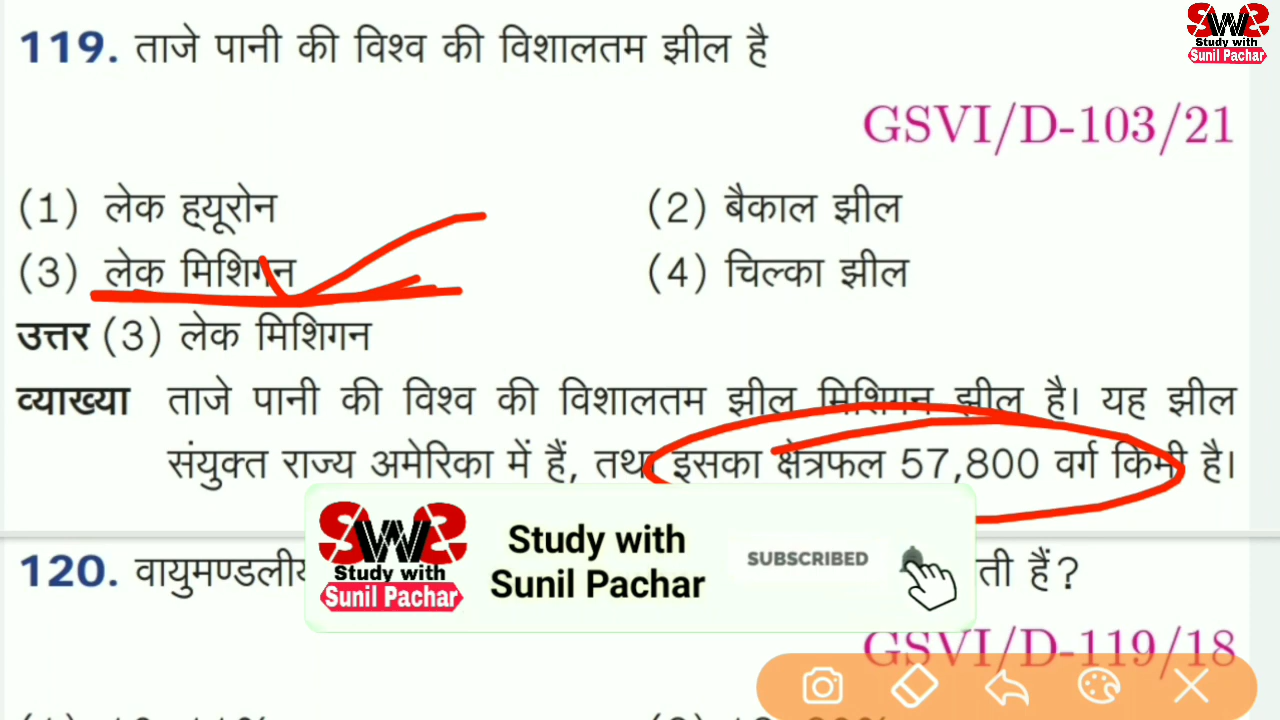 119. ताजे पानी की विश्व की विशालतम झील है
SWS
Study with
Sunil Pachar
GSVI/D-103/21
(1) लेक ह्यूरोन (2) बैकाल झील
(3) लेक मिशिगन (4) चिल्का झील
उत्तर (3) लेक मिशिगन
व्याख्या ताजे पानी की विश्व की विशालतम झील मिशिगन झील है। यह झील
संयुक्त राज्य अमेरिका में हैं, तथा इसका क्षेत्रफल 57,800 वर्ग किमी है।
SWS
Study with
Sunil Pachar
Study with
Sunil Pachar
SUBSCRIBED
120. वायुमण्डलीय ती हैं?
GSVI/D-119/18